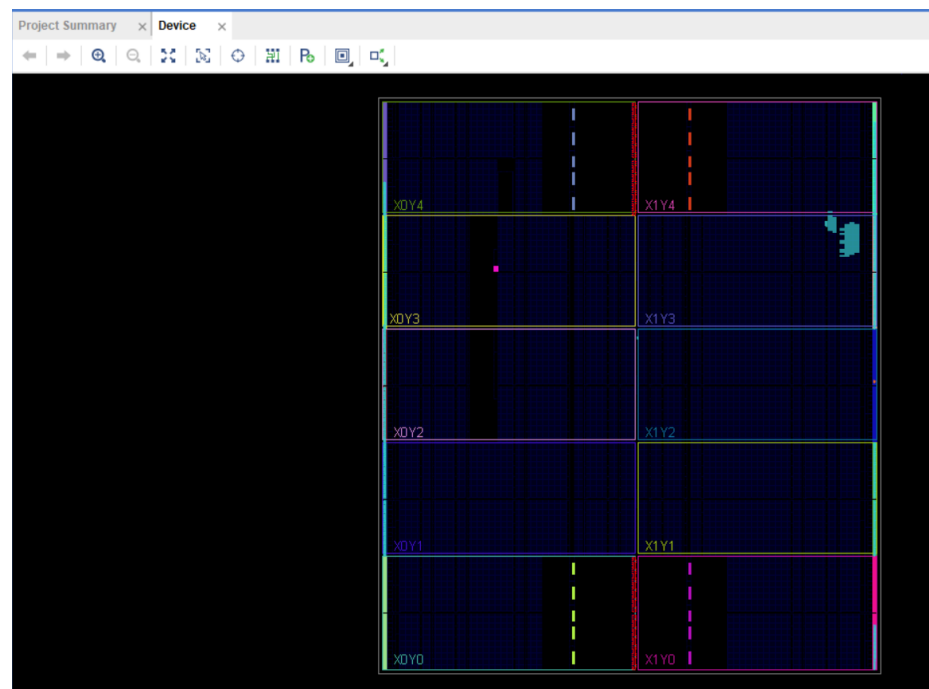 Project Summary × Device ×
X0Y4 X1Y4
X0Y3 X1Y3
X0Y2 X1Y2
X0Y1 X1Y1
X0Y0 X1Y0